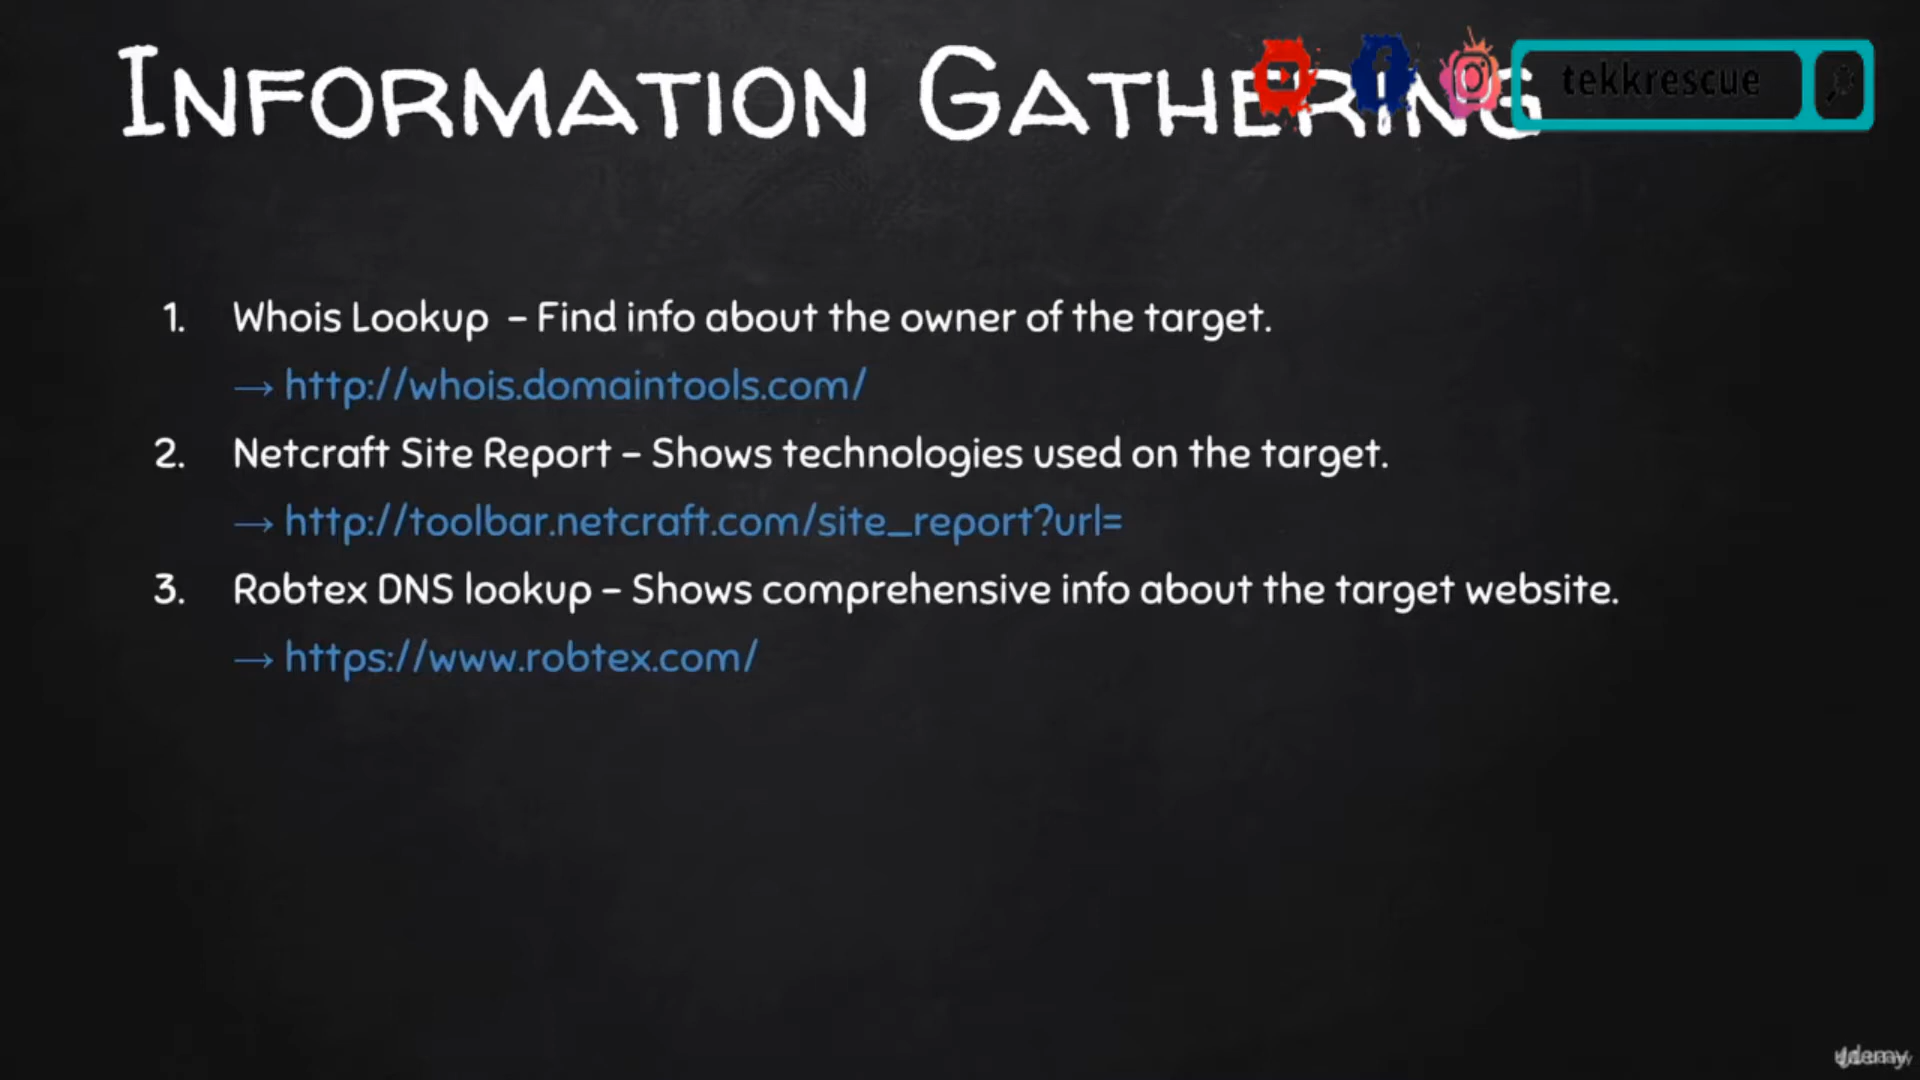 INFORMATION GATHERING
tekkrescue
1. Whois Lookup - Find info about the owner of the target.
→ http://whois.domaintools.com/
2. Netcraft Site Report - Shows technologies used on the target.
→ http://toolbar.netcraft.com/site_report?url=
3. Robtex DNS lookup - Shows comprehensive info about the target website.
→ https://www.robtex.com/
udemy